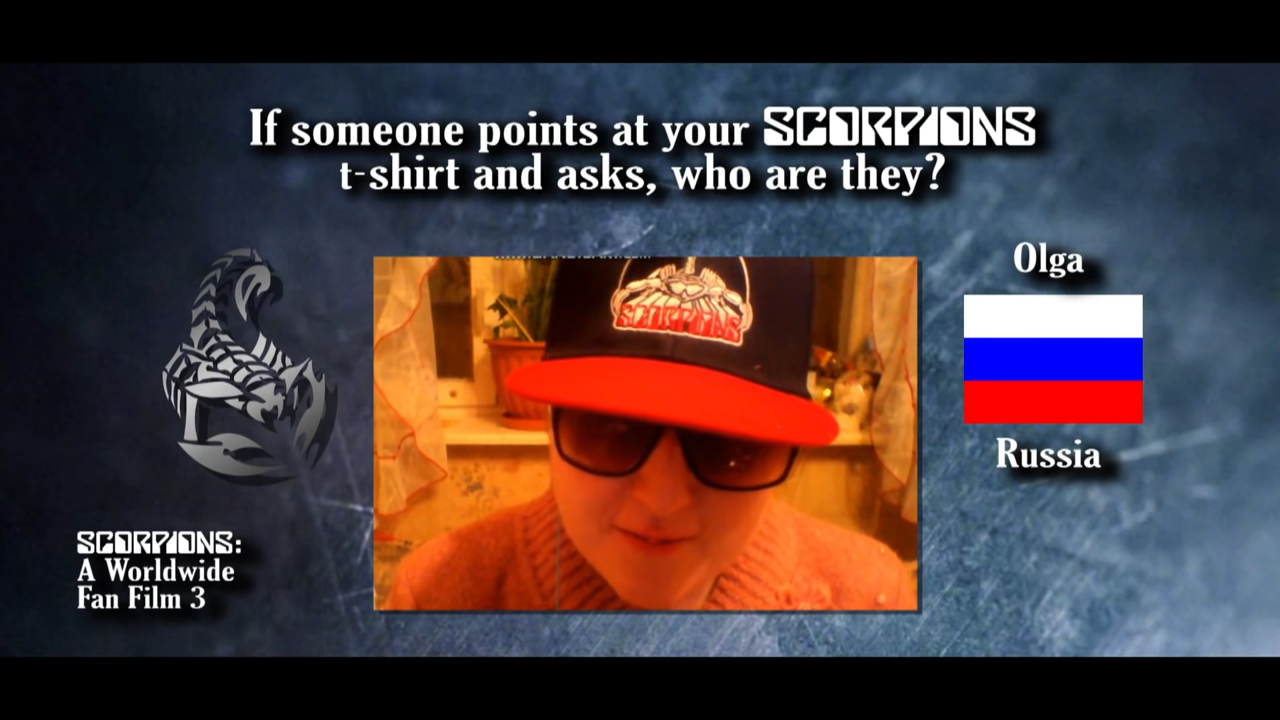 If someone points at your SCORPIONS
t-shirt and asks, who are they?
Olga
SCORPIONS
Russia
SCORPIONS:
A Worldwide
Fan Film 3